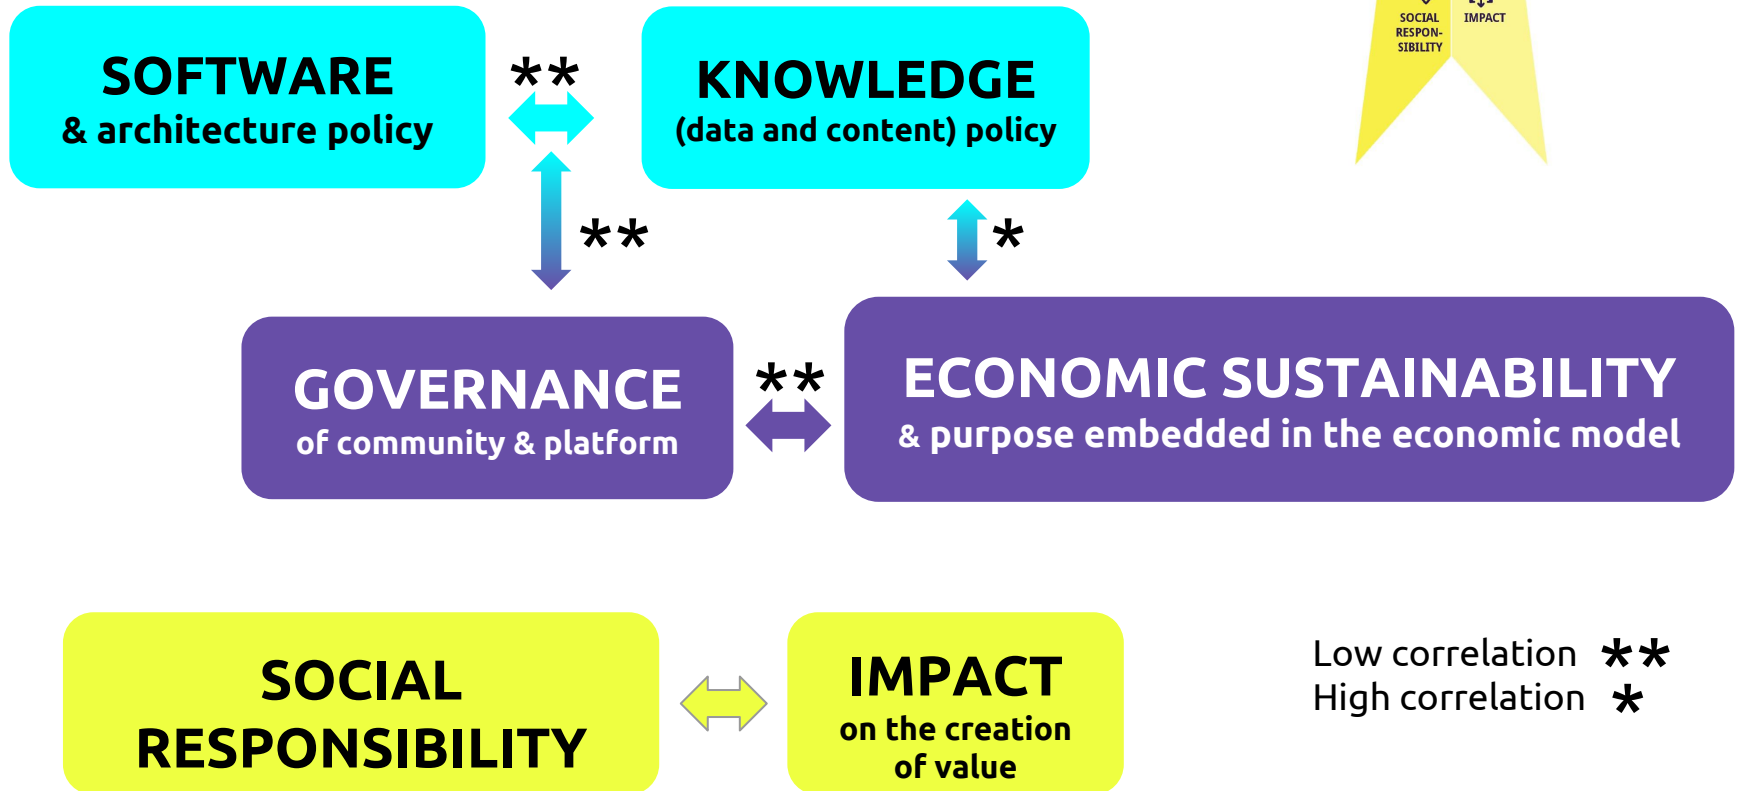 SOCIAL
RESPON-
SIBILITY
IMPACT
SOFTWARE
& architecture policy
**
KNOWLEDGE
(data and content) policy
**
*
GOVERNANCE
of community & platform
**
ECONOMIC SUSTAINABILITY
& purpose embedded in the economic model
SOCIAL
RESPONSIBILITY
IMPACT
on the creation
of value
Low correlation **
High correlation *